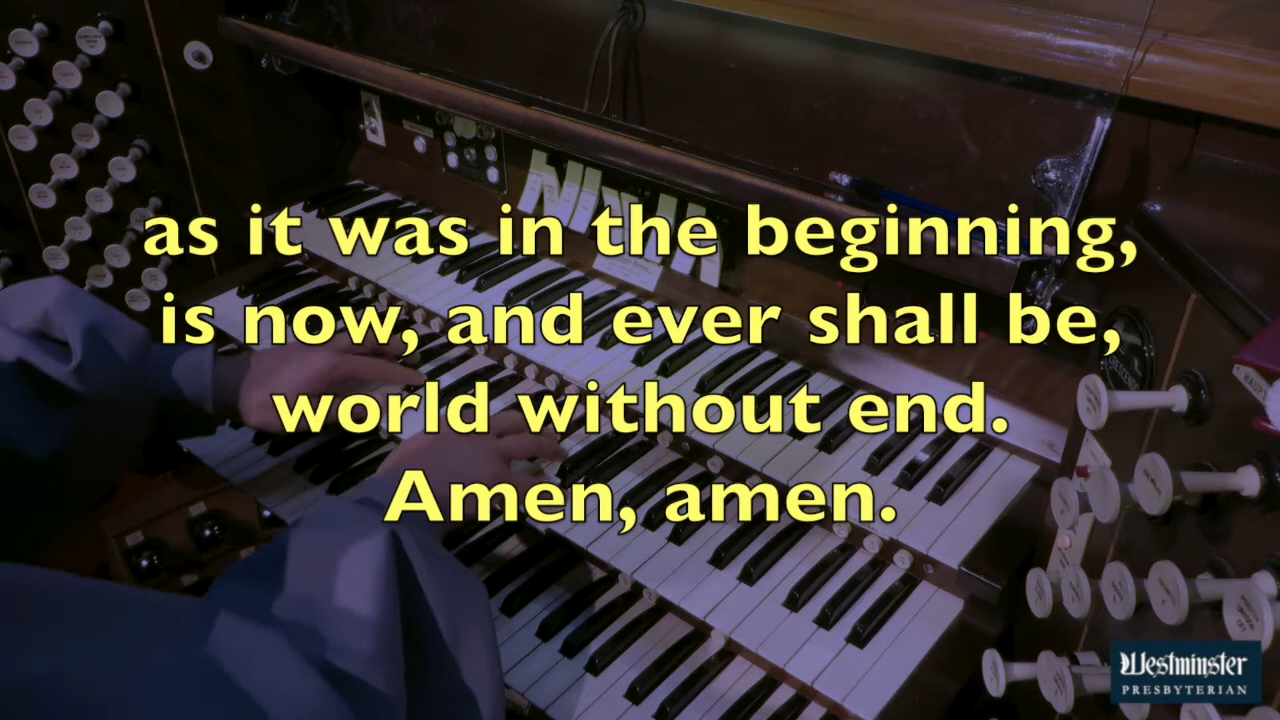 as it was in the beginning,
is now, and ever shall be,
world without end.
Amen, amen.
Westminster
PRESBYTERIAN